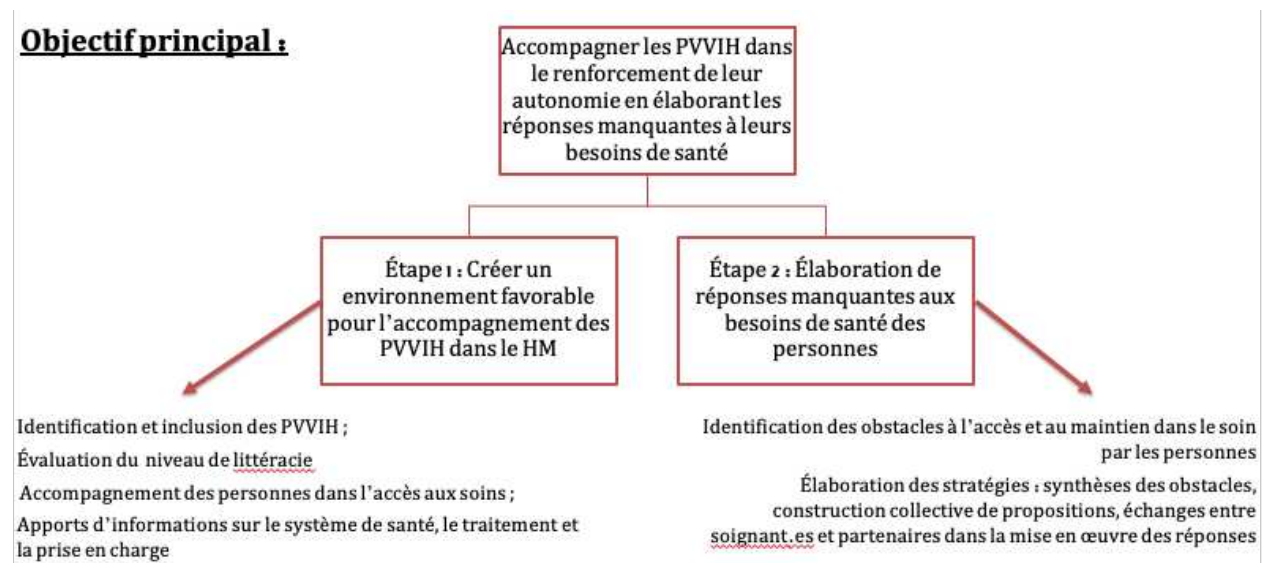 Objectif principal :
Accompagner les PVVIH dans
le renforcement de leur
autonomie en élaborant les
réponses manquantes à leurs
besoins de santé
Étape 1 : Créer un
environnement favorable
pour l’accompagnement des
PVVIH dans le HM
Étape 2 : Élaboration de
réponses manquantes aux
besoins de santé des
personnes
Identification et inclusion des PVVIH ;
Évaluation du niveau de littéracie
Accompagnement des personnes dans l’accès aux soins ;
Apports d’informations sur le système de santé, le traitement et
la prise en charge
Identification des obstacles à l’accès et au maintien dans le soin
par les personnes
Élaboration des stratégies : synthèses des obstacles,
construction collective de propositions, échanges entre
soignant.es et partenaires dans la mise en œuvre des réponses